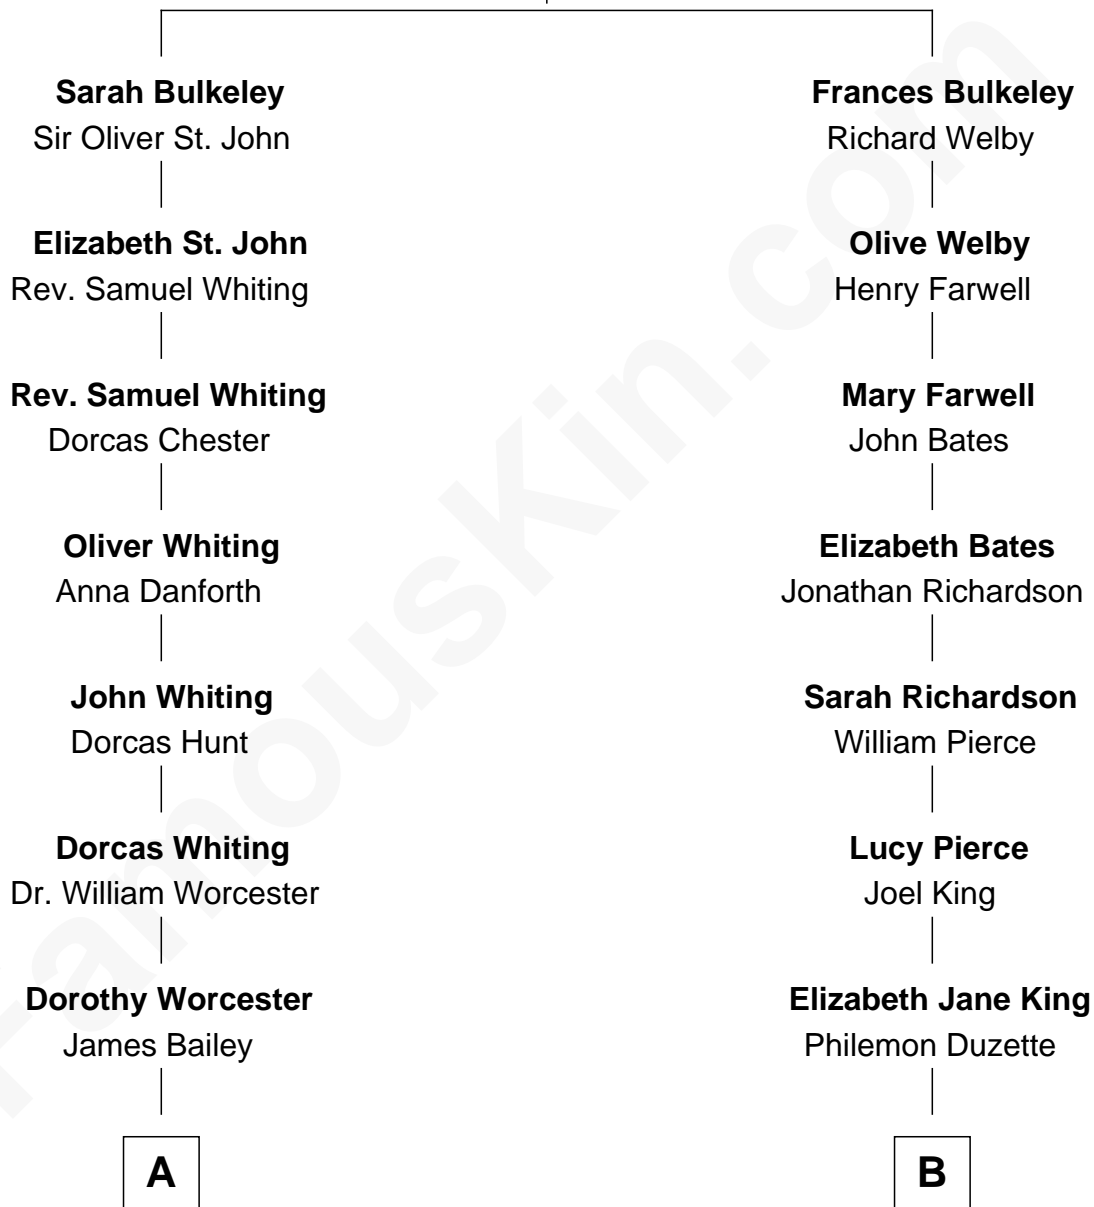 Sarah Bulkeley
Sir Oliver St. John
Elizabeth St. John
Rev. Samuel Whiting
Rev. Samuel Whiting
Dorcas Chester
Oliver Whiting
Anna Danforth
John Whiting
Dorcas Hunt
Dorcas Whiting
Dr. William Worcester
Dorothy Worcester
James Bailey
A
Frances Bulkeley
Richard Welby
Olive Welby
Henry Farwell
Mary Farwell
John Bates
Elizabeth Bates
Jonathan Richardson
Sarah Richardson
William Pierce
Lucy Pierce
Joel King
Elizabeth Jane King
Philemon Duzette
B
FamousKin.com